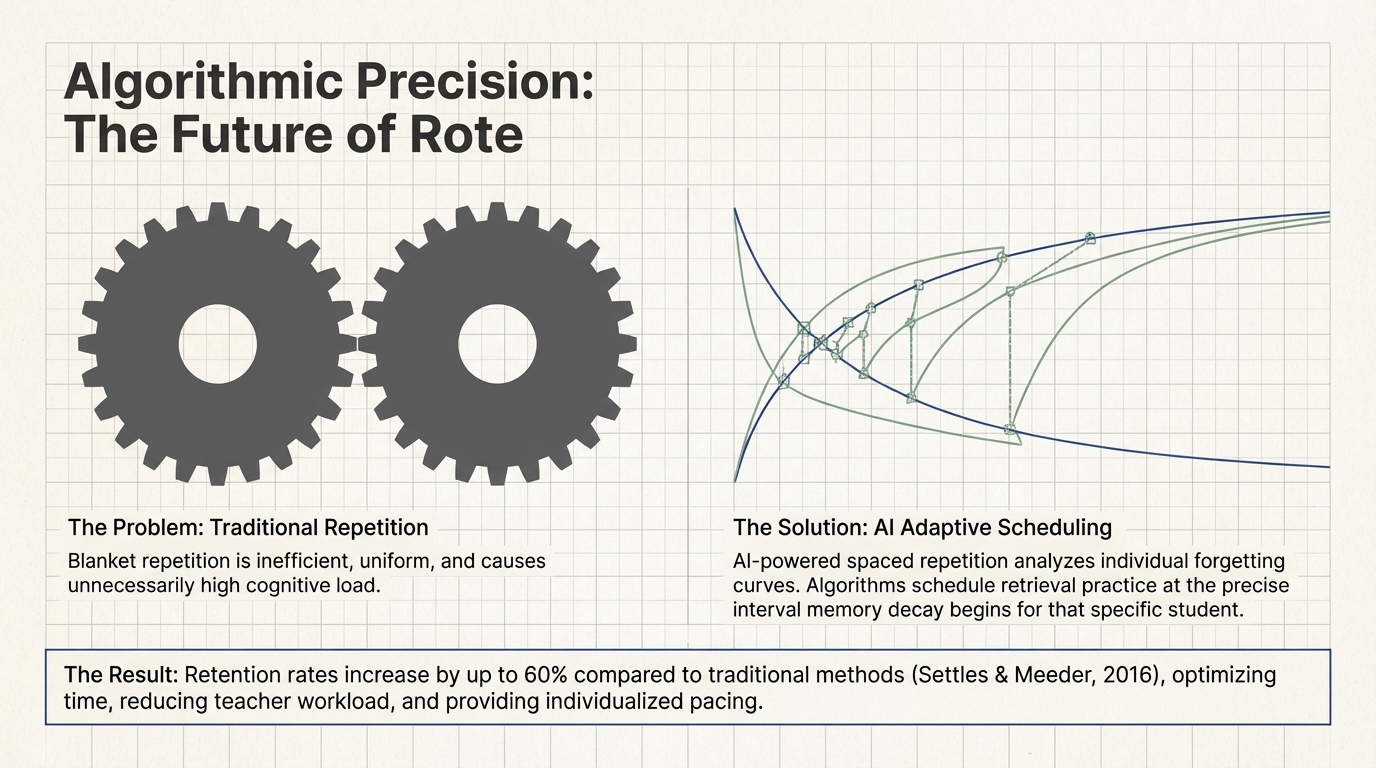 Algorithmic Precision:
The Future of Rote
The Problem: Traditional Repetition
Blanket repetition is inefficient, uniform, and causes
unnecessarily high cognitive load.
The Solution: AI Adaptive Scheduling
AI-powered spaced repetition analyzes individual forgetting
curves. Algorithms schedule retrieval practice at the precise
interval memory decay begins for that specific student.
The Result: Retention rates increase by up to 60% compared to traditional methods (Settles & Meeder, 2016), optimizing
time, reducing teacher workload, and providing individualized pacing.